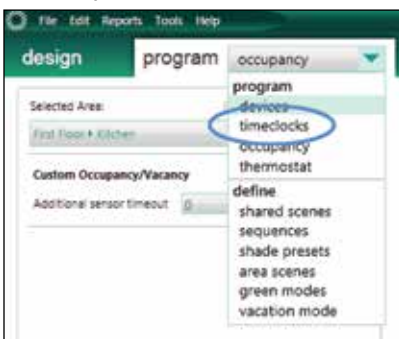 File Edit Reports Tools Help
design program occupancy
Selected Area:
First Floor ▸ Kitchen
Custom Occupancy/Vacancy
Additional sensor timeout 0
program
devices
timeclocks
occupancy
thermostat
define
shared scenes
sequences
shade presets
area scenes
green modes
vacation mode